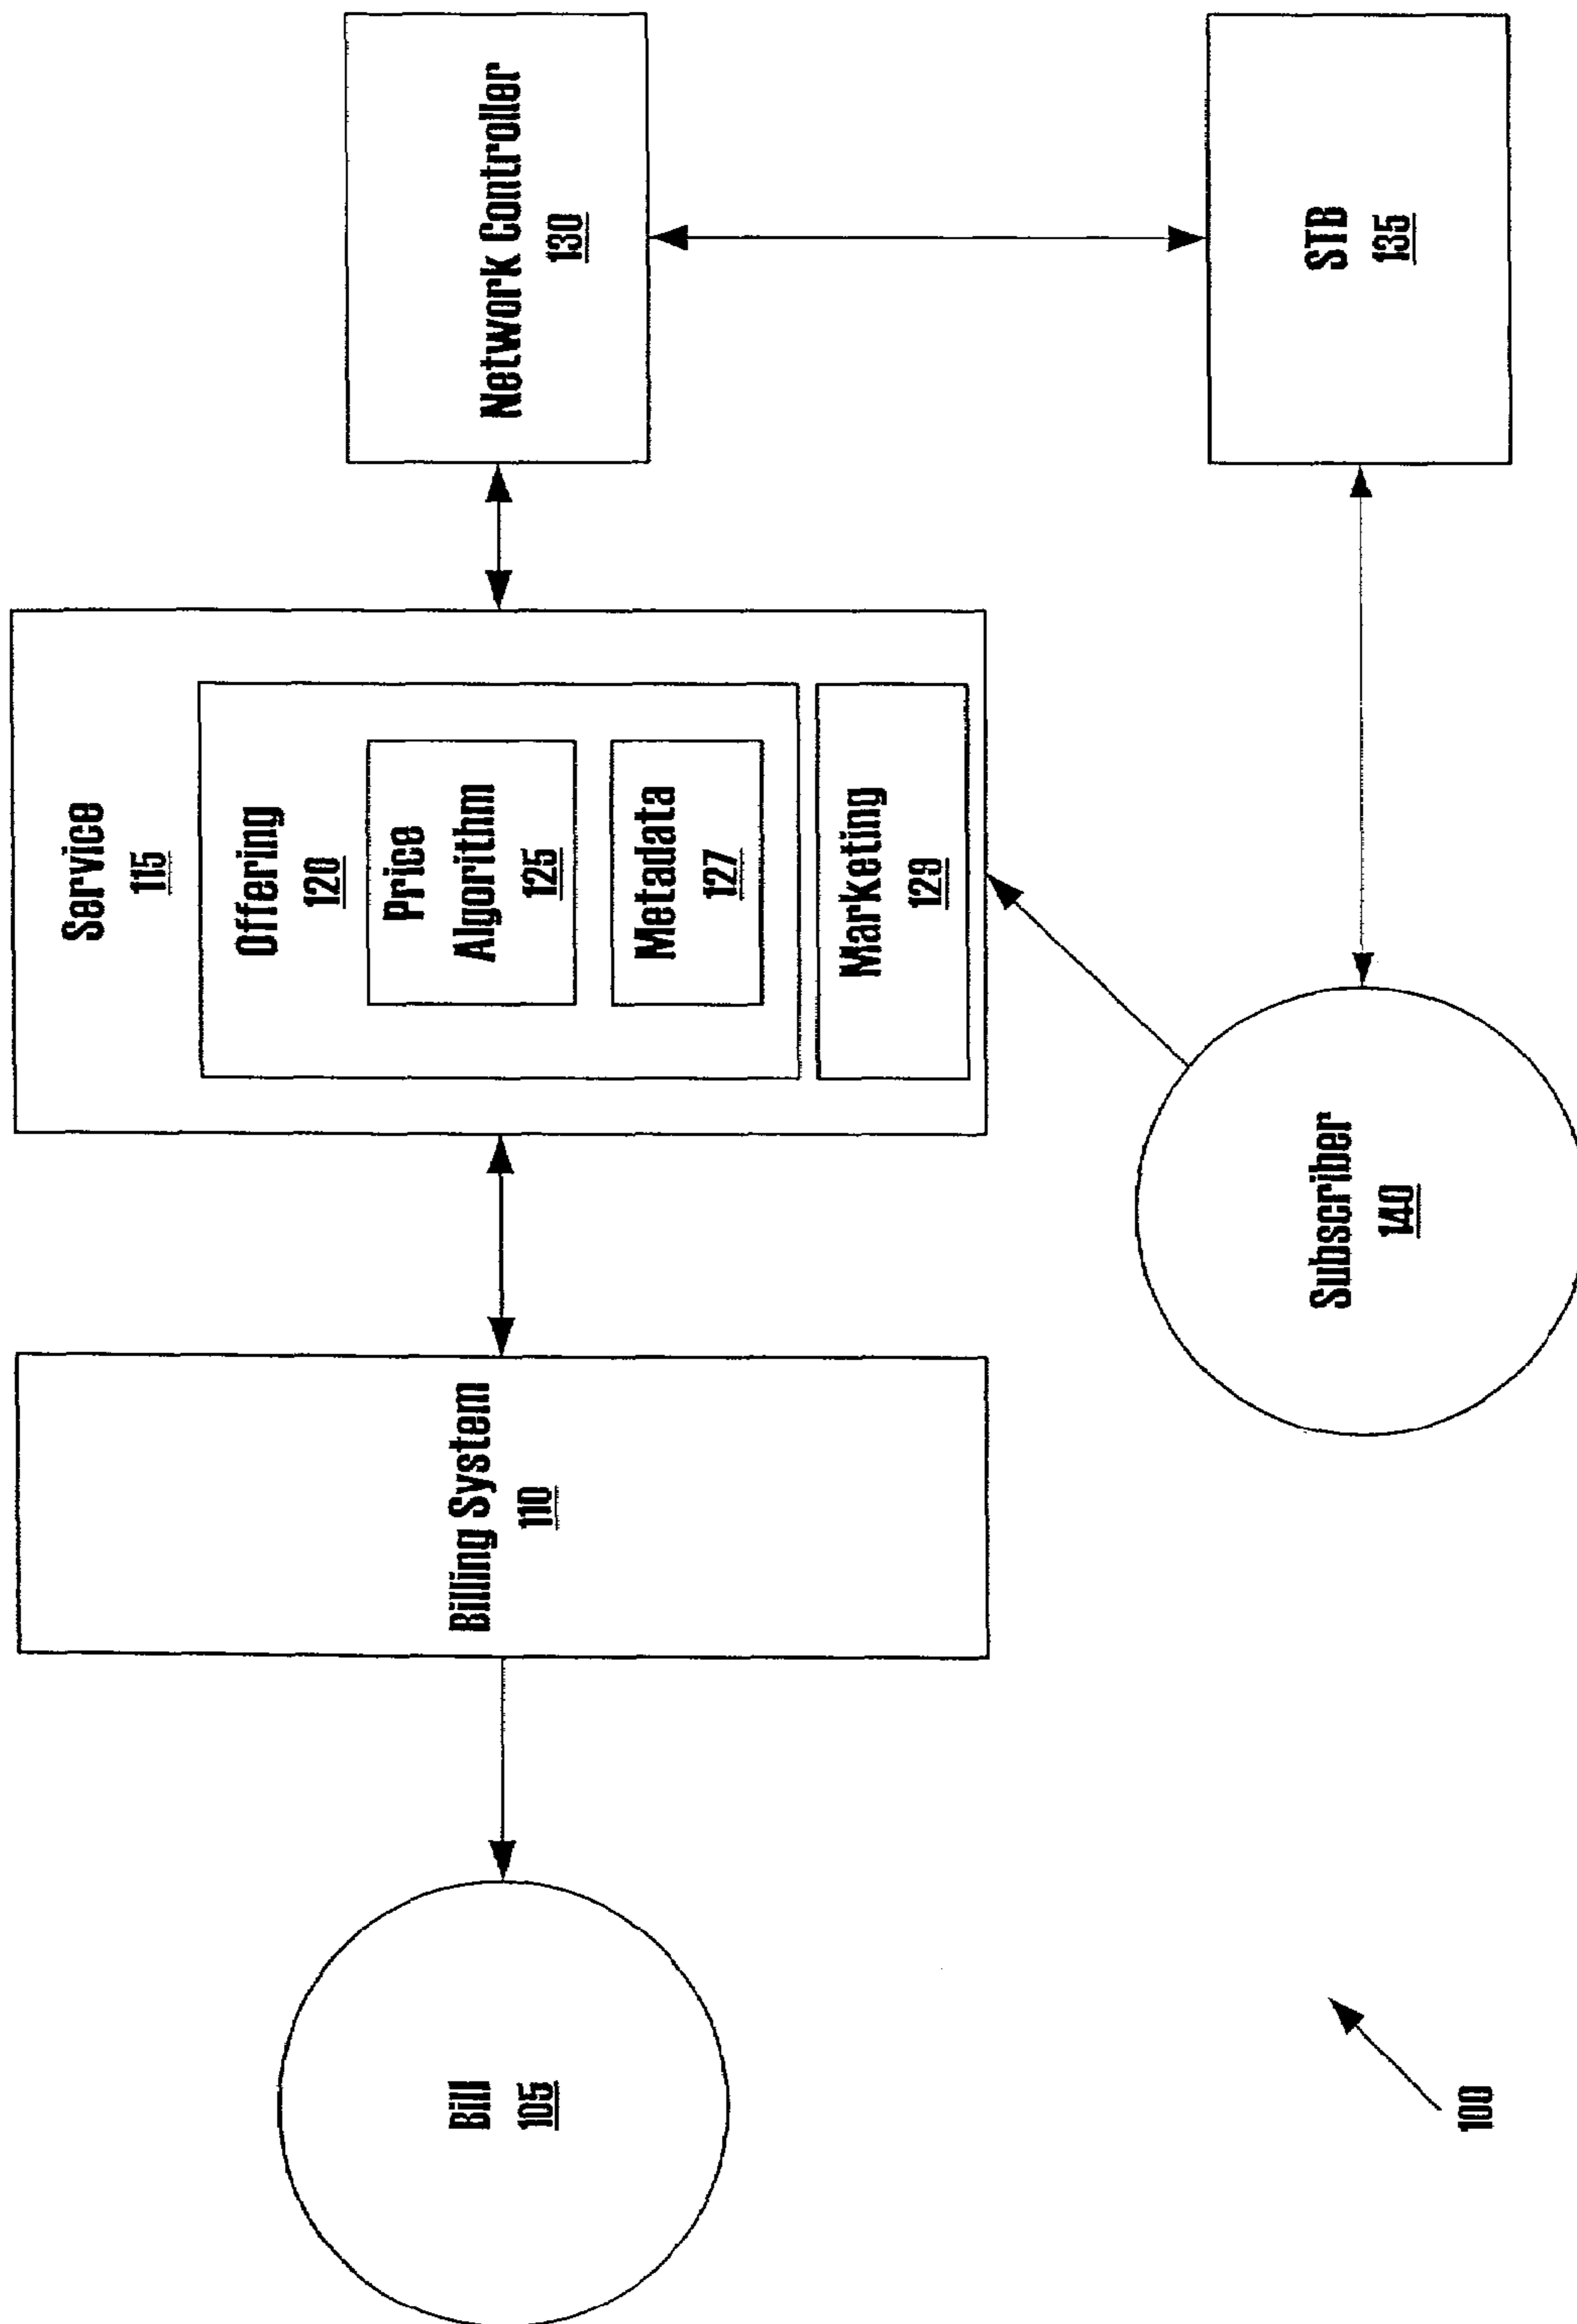 Bill
105
Billing System
110
Service
115
Offering
120
Price
Algorithm
125
Metadata
127
Marketing
129
Network Controller
130
Subscriber
140
STB
135
100